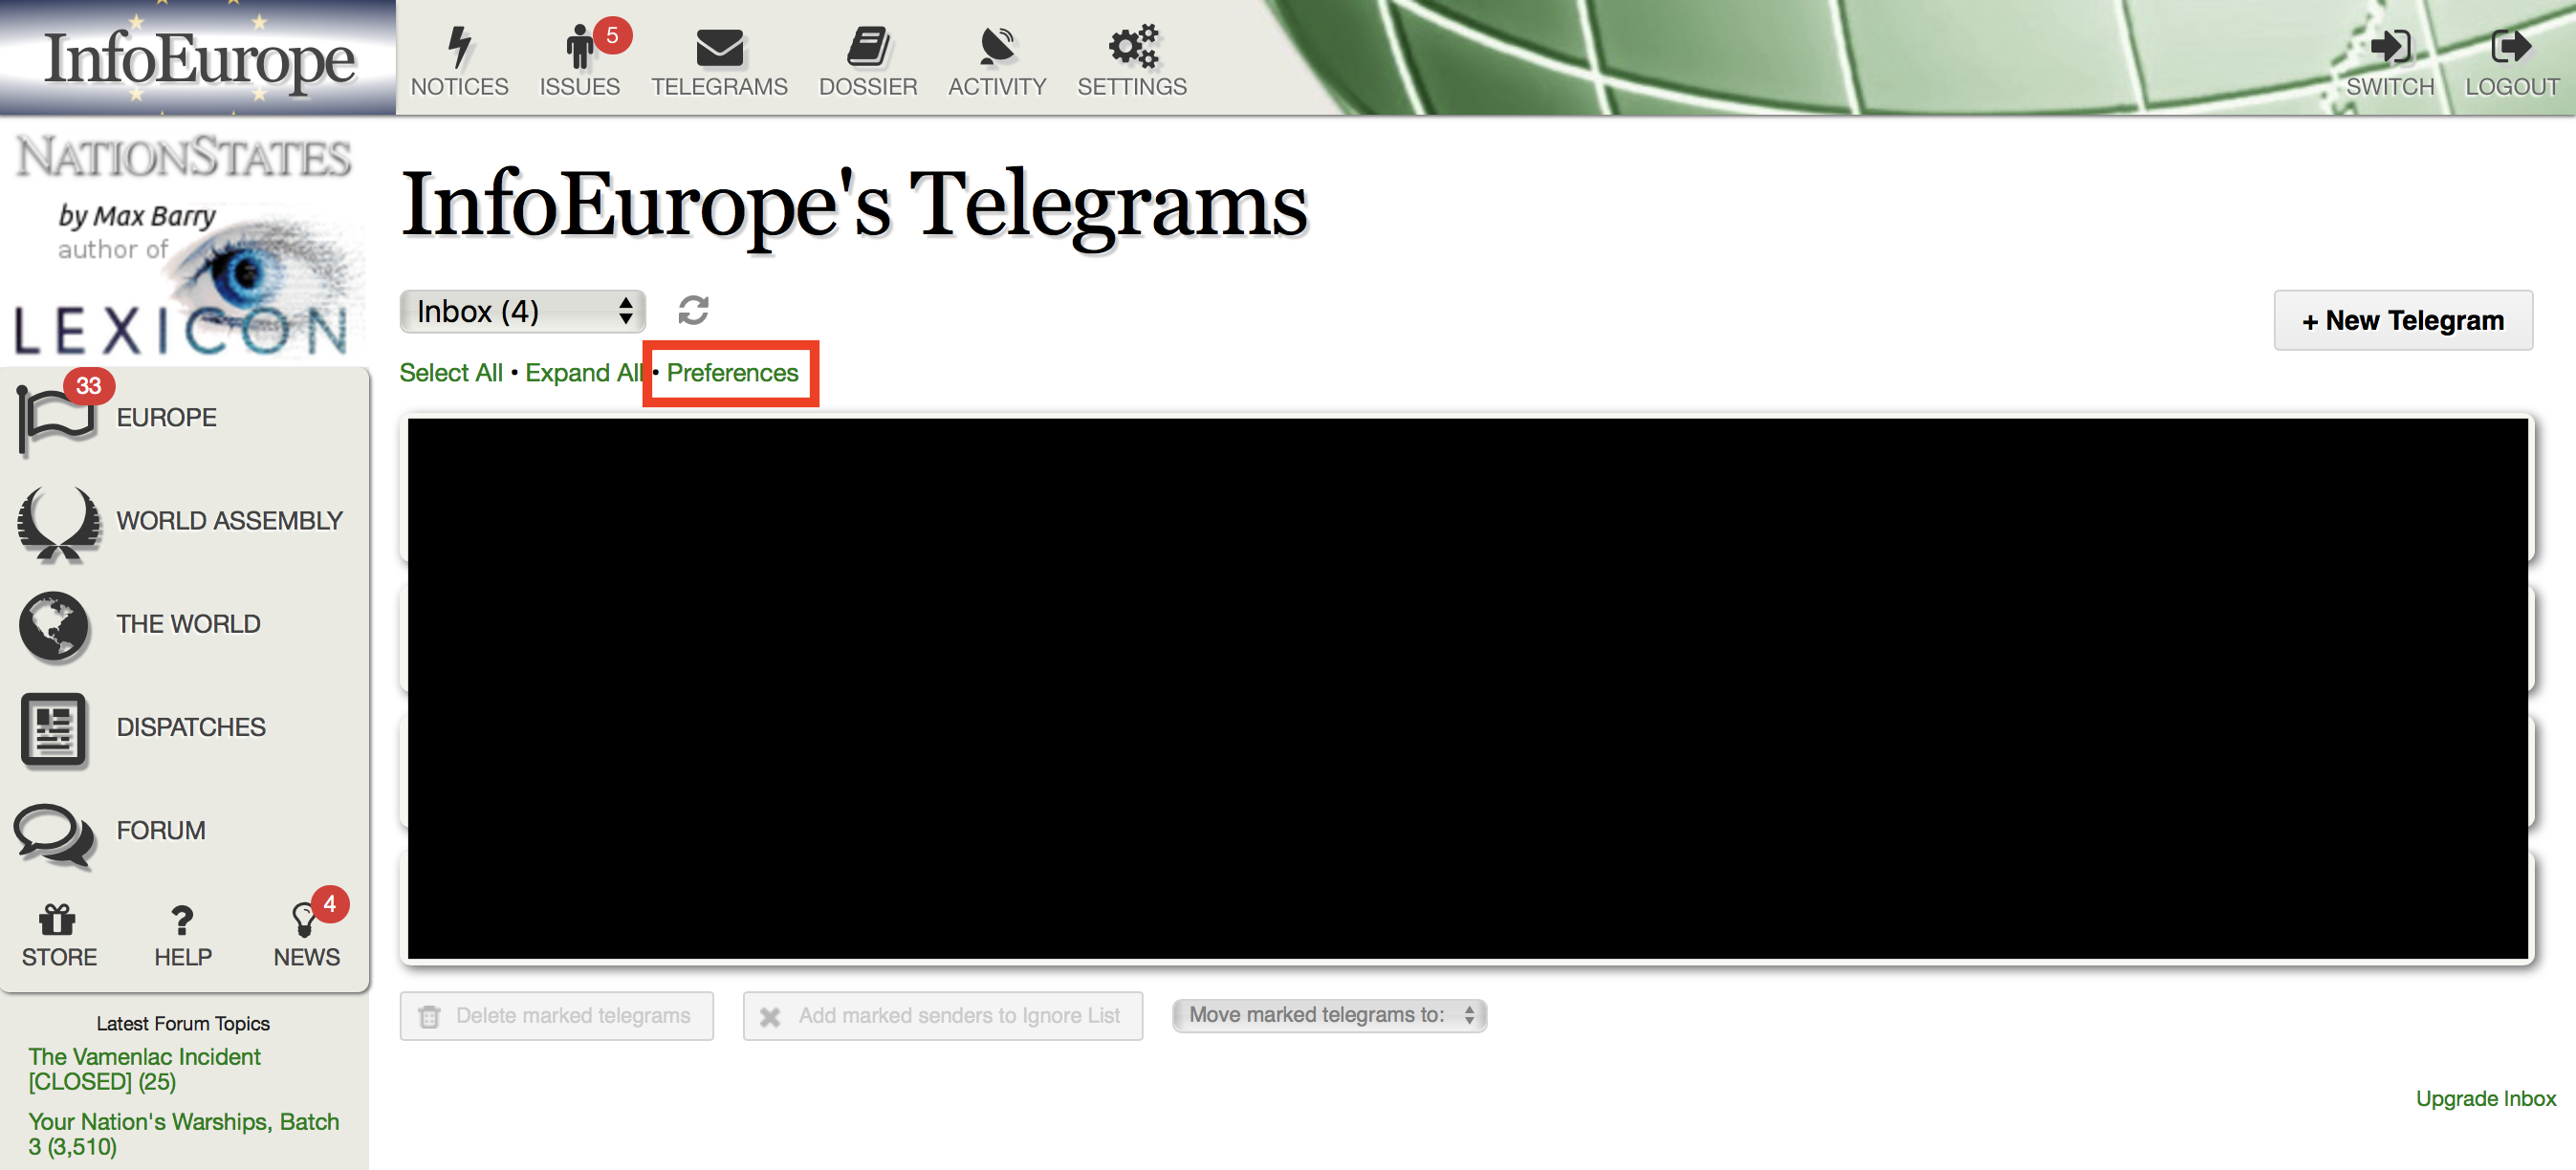 InfoEurope
NOTICES
ISSUES
5
TELEGRAMS
DOSSIER
ACTIVITY
SETTINGS
SWITCH
LOGOUT
NATIONSTATES
by Max Barry
author of
LEXICON
33
EUROPE
WORLD ASSEMBLY
THE WORLD
DISPATCHES
FORUM
STORE
HELP
NEWS
4
Latest Forum Topics
The Vamenlac Incident
[CLOSED] (25)
Your Nation's Warships, Batch
3 (3,510)
InfoEurope's Telegrams
Inbox (4)
+ New Telegram
Select All • Expand All • Preferences
Delete marked telegrams
Add marked senders to Ignore List
Move marked telegrams to:
Upgrade Inbox